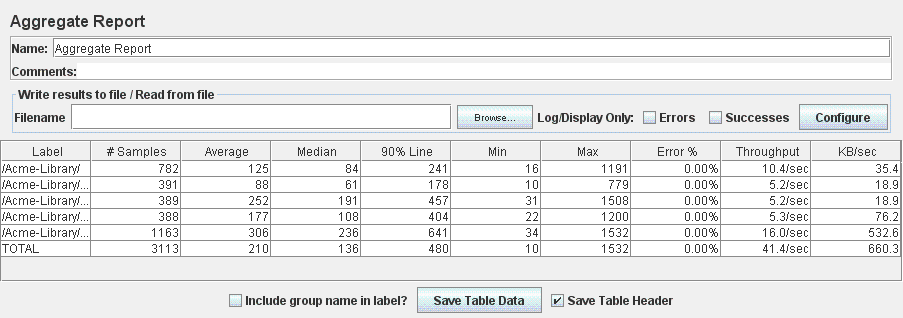 Aggregate Report
Name: Aggregate Report
Comments:
Write results to file / Read from file
Filename Browse... Log/Display Only: Errors Successes Configure
Label # Samples Average Median 90% Line Min Max Error % Throughput KB/sec
/Acme-Library/ 782 125 84 241 16 1191 0.00% 10.4/sec 35.4
/Acme-Library/... 391 88 61 178 10 779 0.00% 5.2/sec 18.9
/Acme-Library/... 389 252 191 457 31 1508 0.00% 5.2/sec 18.9
/Acme-Library/... 388 177 108 404 22 1200 0.00% 5.3/sec 76.2
/Acme-Library/... 1163 306 236 641 34 1532 0.00% 16.0/sec 532.6
TOTAL 3113 210 136 480 10 1532 0.00% 41.4/sec 660.3
Include group name in label? Save Table Data Save Table Header